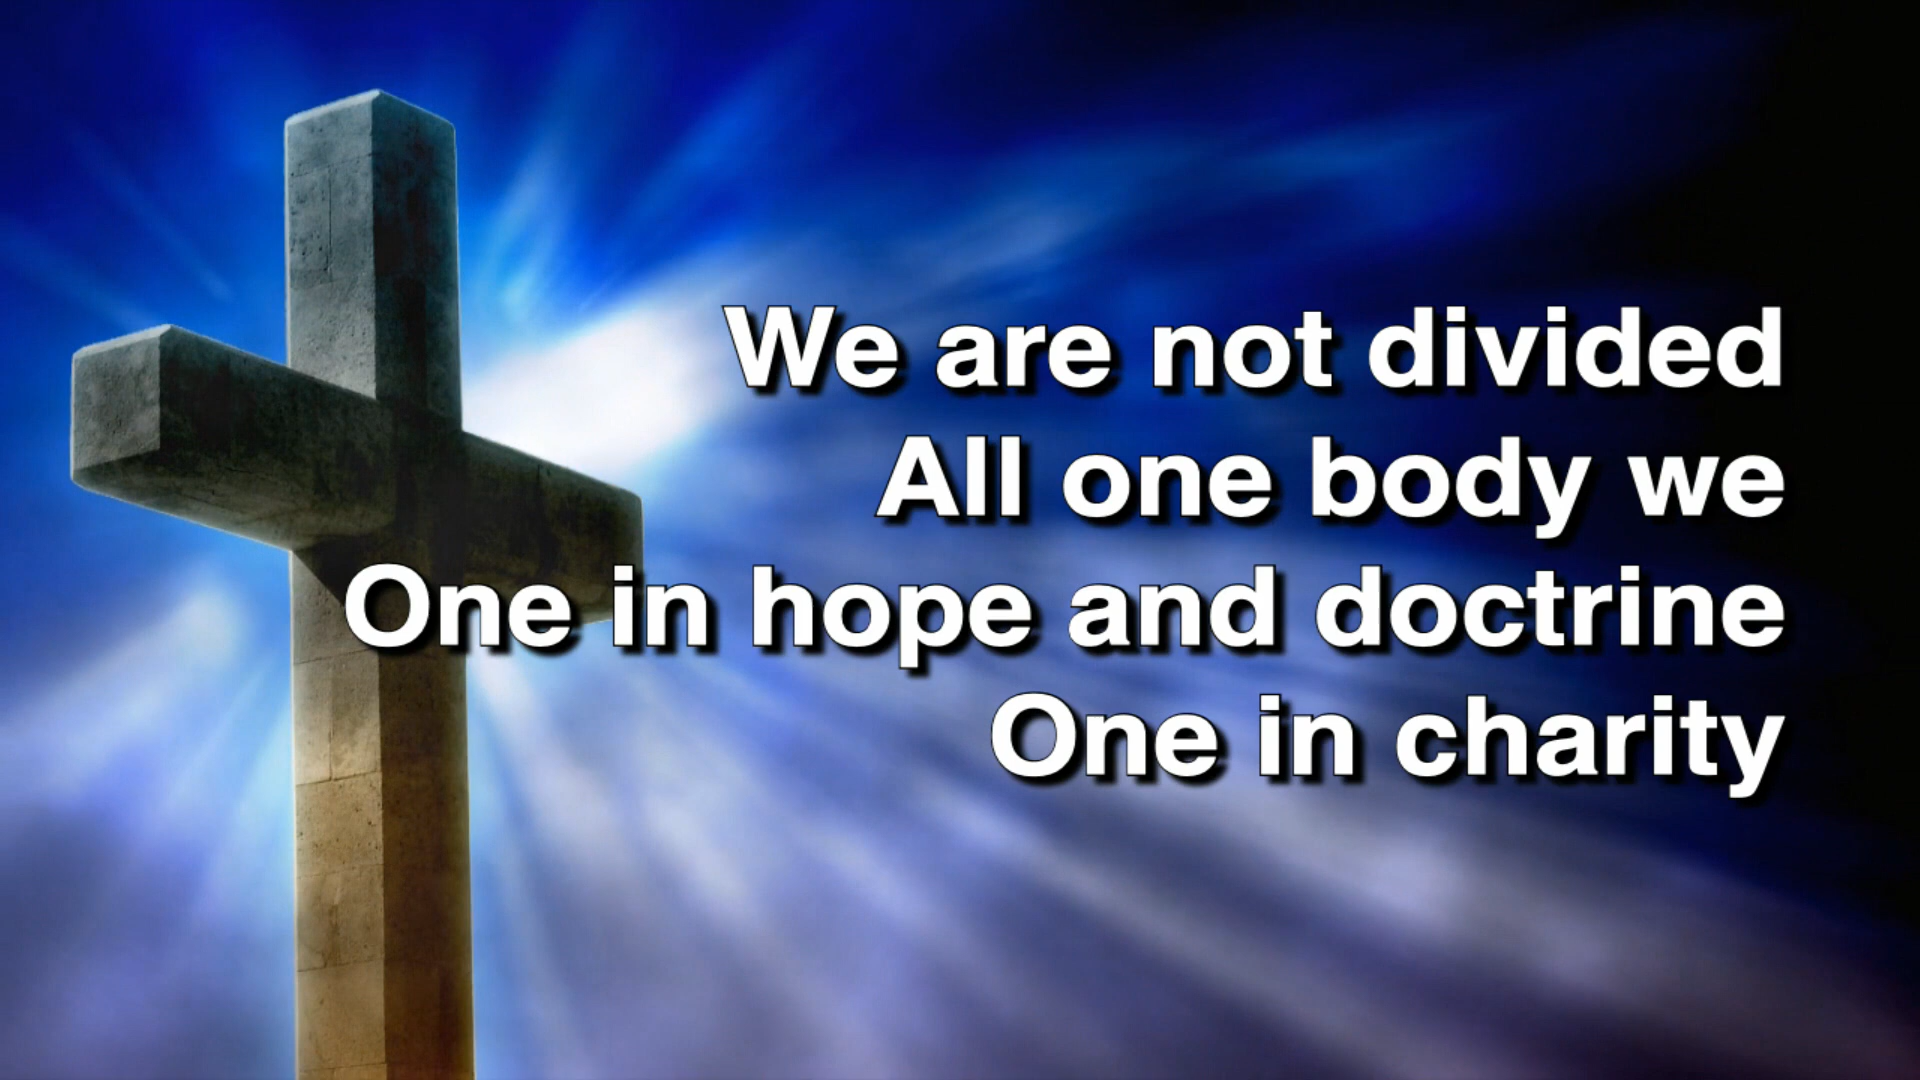 We are not divided
All one body we
One in hope and doctrine
One in charity